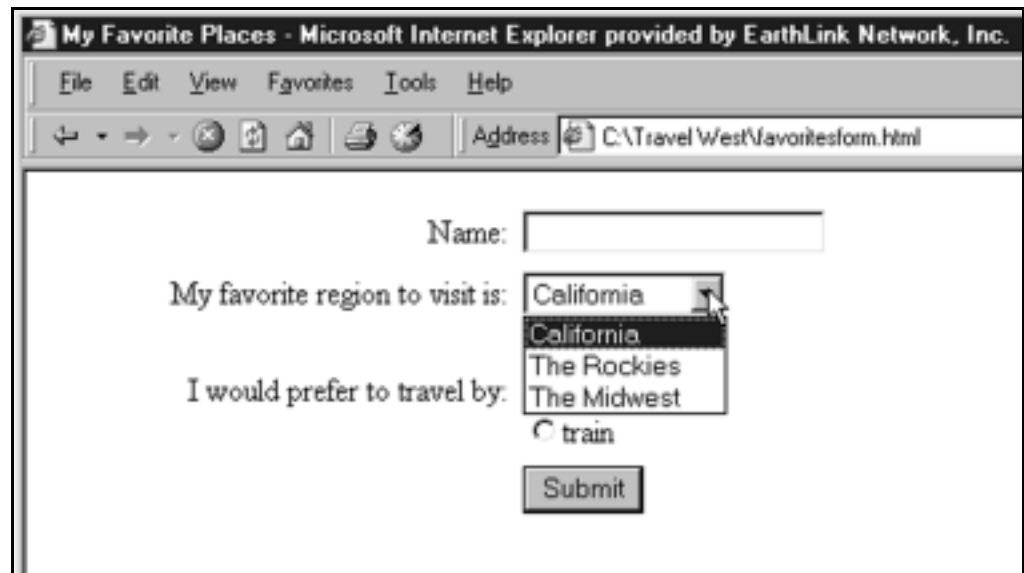 My Favorite Places - Microsoft Internet Explorer provided by EarthLink Network, Inc.
File Edit View Favorites Tools Help
Address C:\Travel West\favoritesform.html
Name:
My favorite region to visit is: California
California
The Rockies
I would prefer to travel by: The Midwest
train
Submit